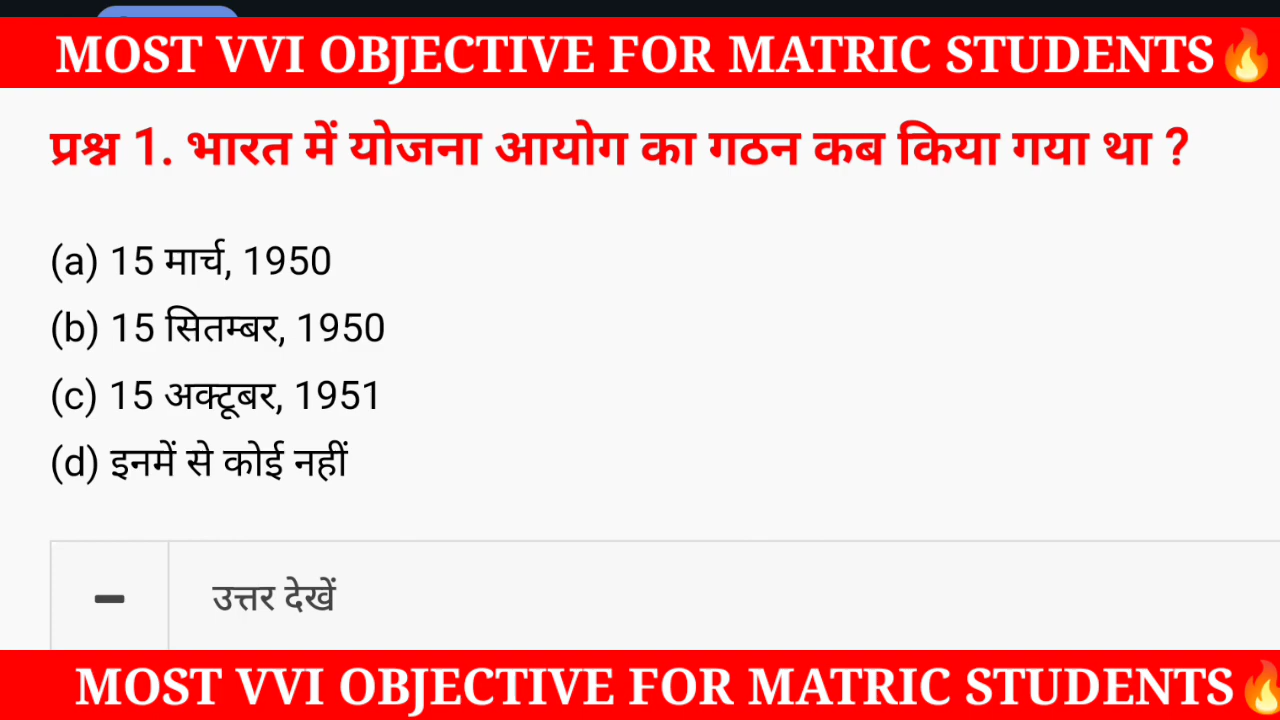 MOST VVI OBJECTIVE FOR MATRIC STUDENTS🔥
प्रश्न 1. भारत में योजना आयोग का गठन कब किया गया था ?
(a) 15 मार्च, 1950
(b) 15 सितम्बर, 1950
(c) 15 अक्टूबर, 1951
(d) इनमें से कोई नहीं
उत्तर देखें
MOST VVI OBJECTIVE FOR MATRIC STUDENTS🔥